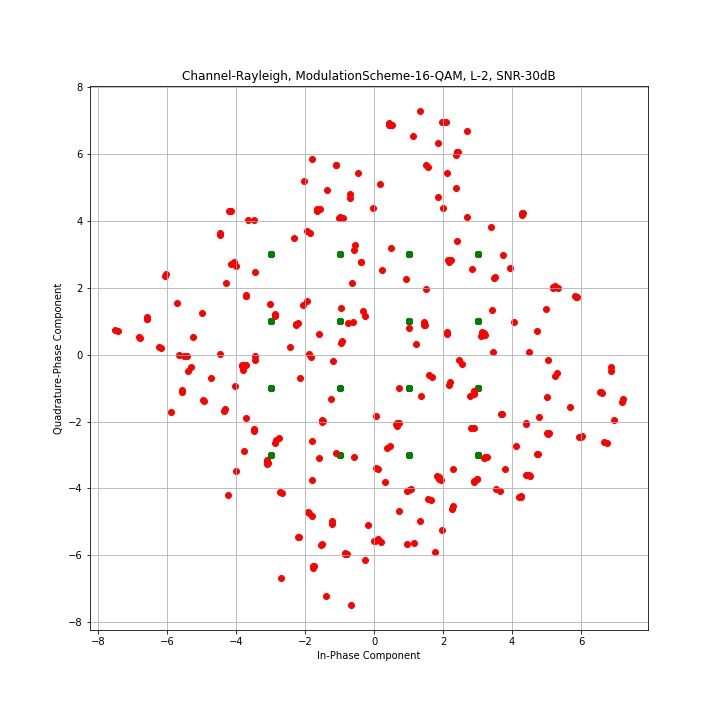 Channel-Rayleigh, ModulationScheme-16-QAM, L-2, SNR-30dB
Quadrature-Phase Component
8
6
4
2
0
−2
−4
−6
−8
−8 −6 −4 −2 0 2 4 6
In-Phase Component